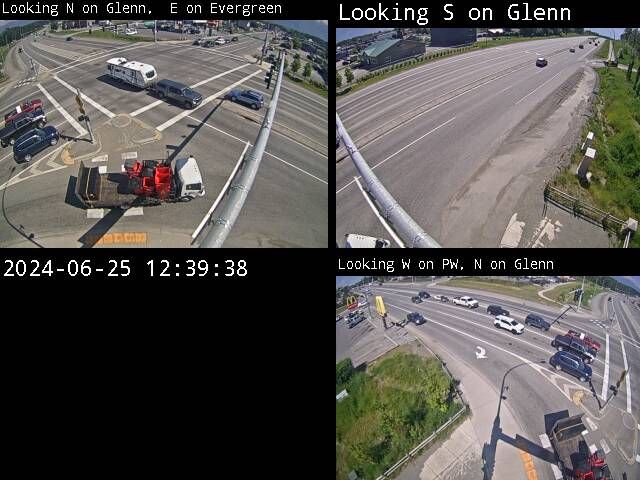 Looking N on Glenn,  E on Evergreen
Looking S on Glenn
2024-06-25 12:39:38
Looking W on PW, N on Glenn